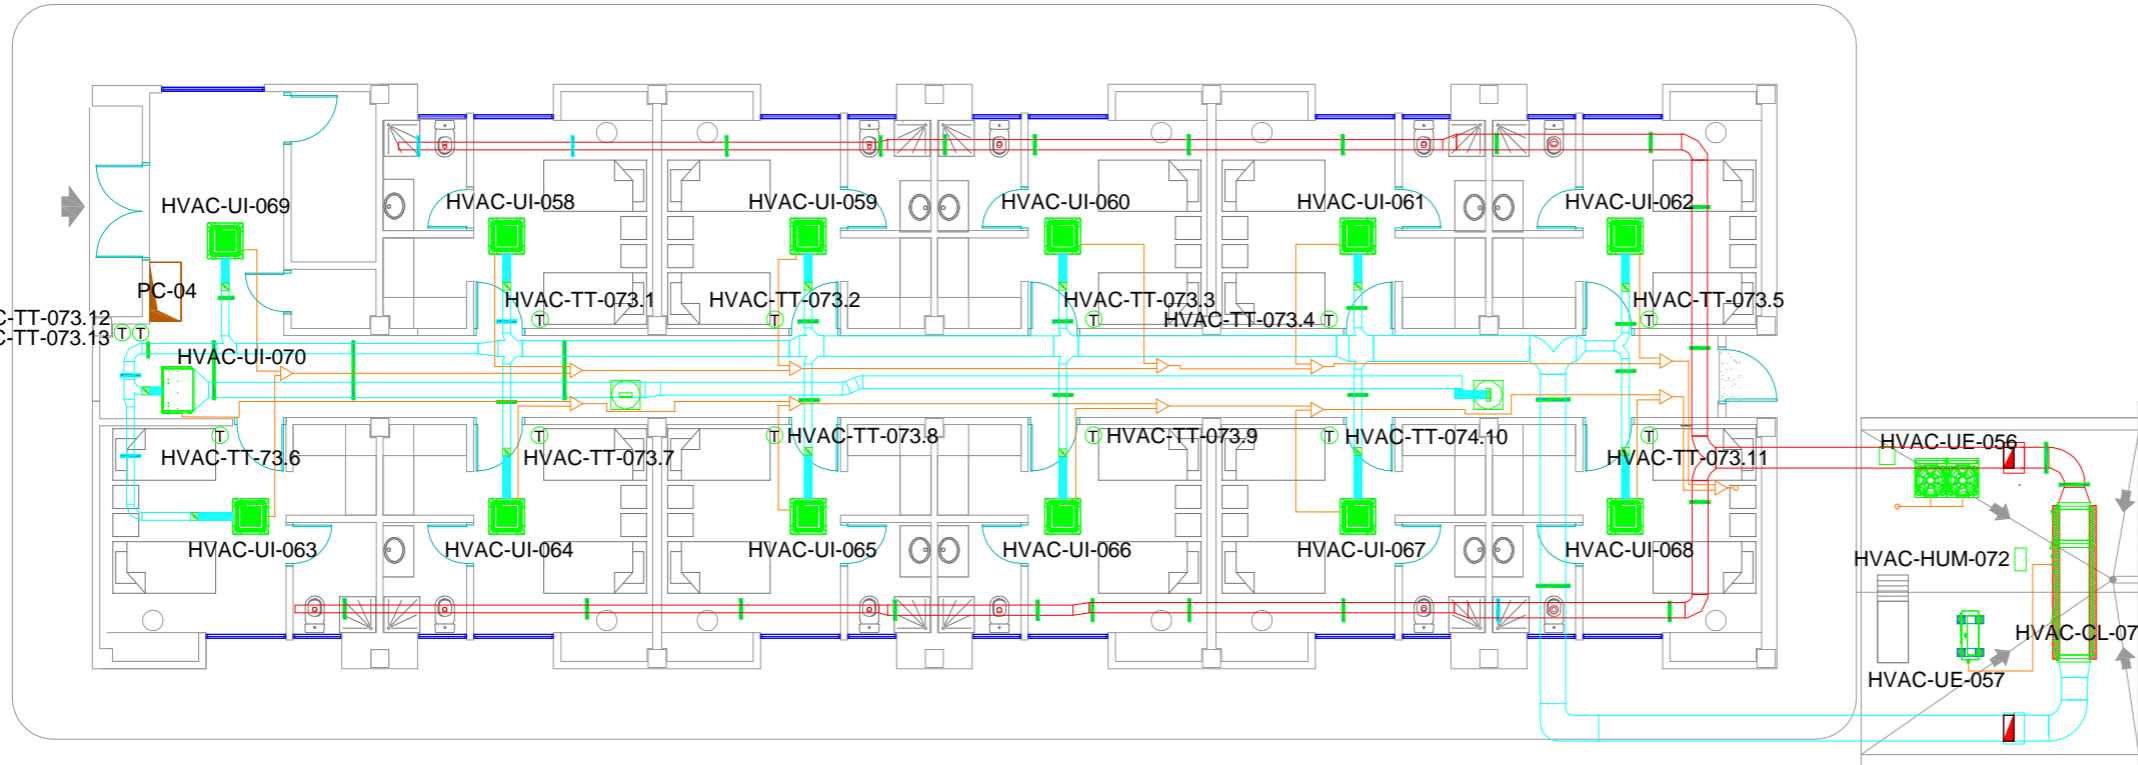 HVAC-UI-069
HVAC-UI-058
HVAC-UI-059
HVAC-UI-060
HVAC-UI-061
HVAC-UI-062
PC-04
HVAC-TT-073.1
HVAC-TT-073.2
HVAC-TT-073.3
HVAC-TT-073.4
HVAC-TT-073.5
C-TT-073.12
C-TT-073.13
T T
T
T
T
T
T
HVAC-UI-070
T
T
T
T
T
T
HVAC-TT-73.6
HVAC-TT-073.7
HVAC-TT-073.8
HVAC-TT-073.9
HVAC-TT-074.10
HVAC-TT-073.11
HVAC-UE-056
HVAC-UI-063
HVAC-UI-064
HVAC-UI-065
HVAC-UI-066
HVAC-UI-067
HVAC-UI-068
HVAC-HUM-072
HVAC-CL-07
HVAC-UE-057